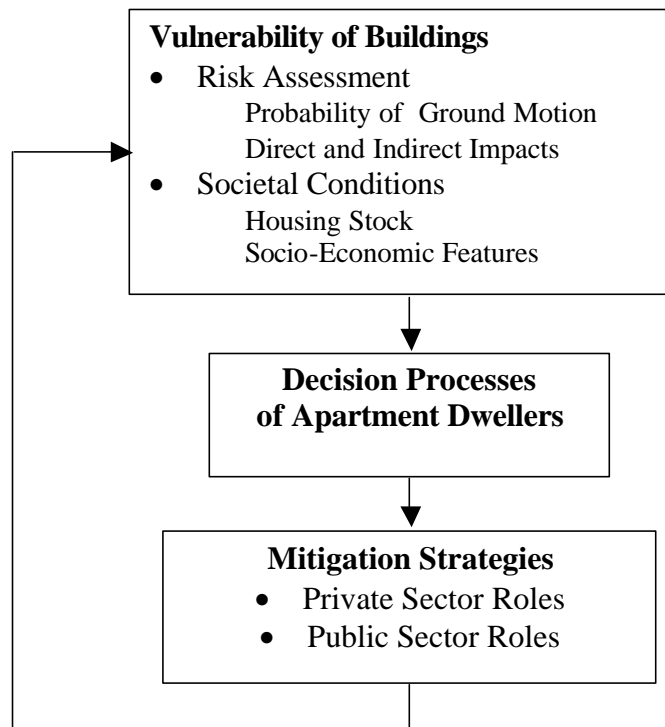 Vulnerability of Buildings
• Risk Assessment
Probability of Ground Motion
Direct and Indirect Impacts
• Societal Conditions
Housing Stock
Socio-Economic Features
Decision Processes
of Apartment Dwellers
Mitigation Strategies
• Private Sector Roles
• Public Sector Roles